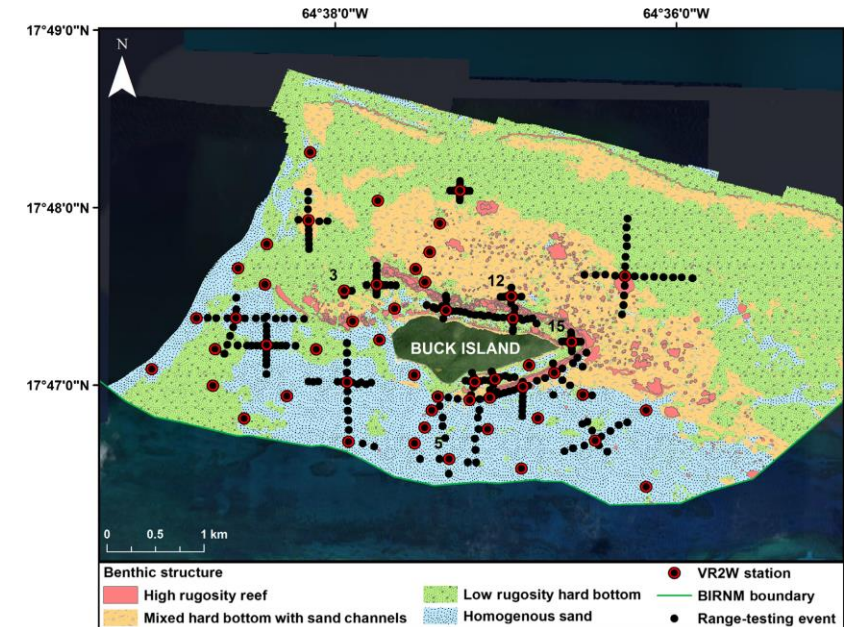 64°38'0"W 64°36'0"W
17°49'0"N
N
17°48'0"N
3
12
15
BUCK ISLAND
17°47'0"N
5
0 0.5 1 km
Benthic structure
High rugosity reef
Mixed hard bottom with sand channels
Low rugosity hard bottom
Homogenous sand
VR2W station
BIRNM boundary
Range-testing event